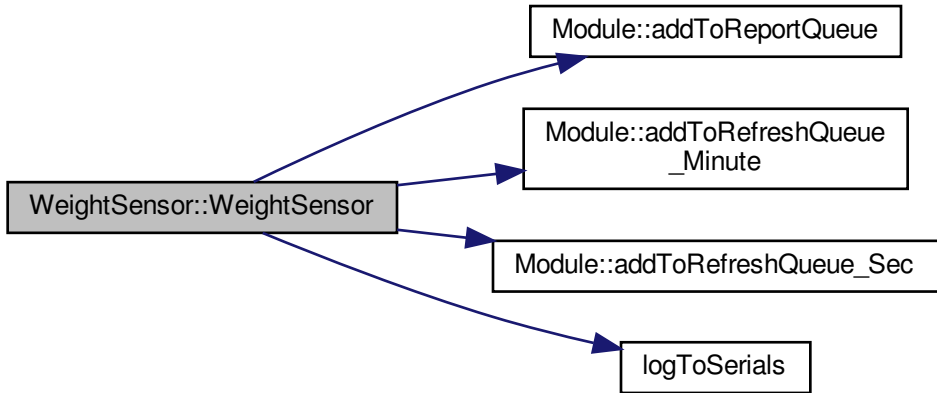 Module::addToReportQueue
Module::addToRefreshQueue
_Minute
WeightSensor::WeightSensor
Module::addToRefreshQueue_Sec
logToSerials